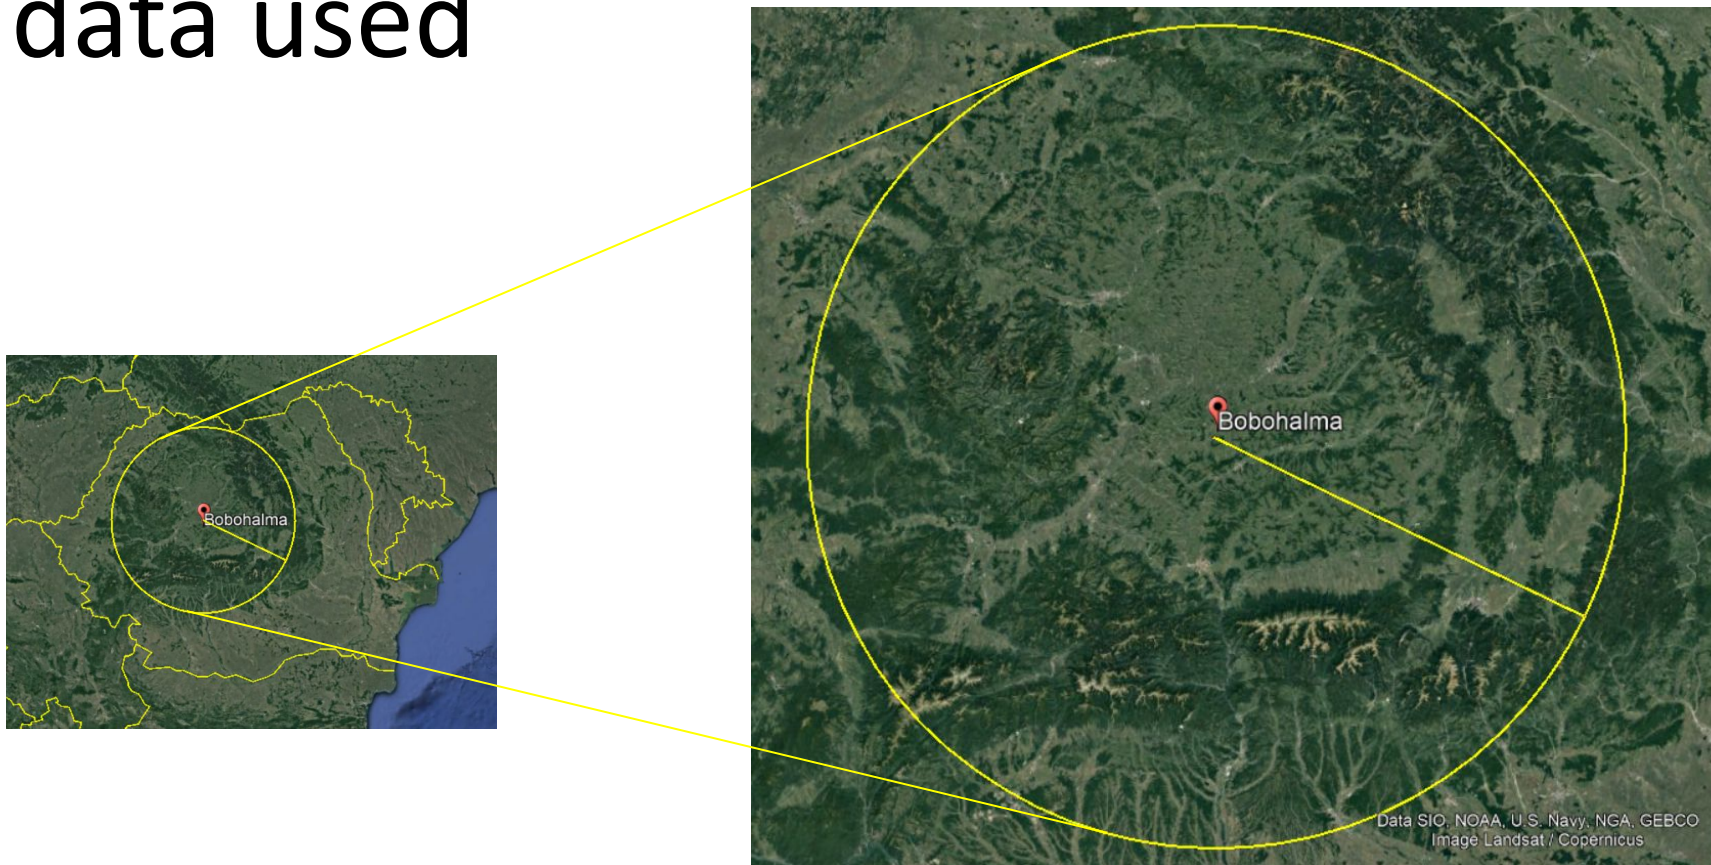 data used
Bobohalma
Bobohalma
Data SIO, NOAA, U.S. Navy, NGA, GEBCO
Image Landsat / Copernicus